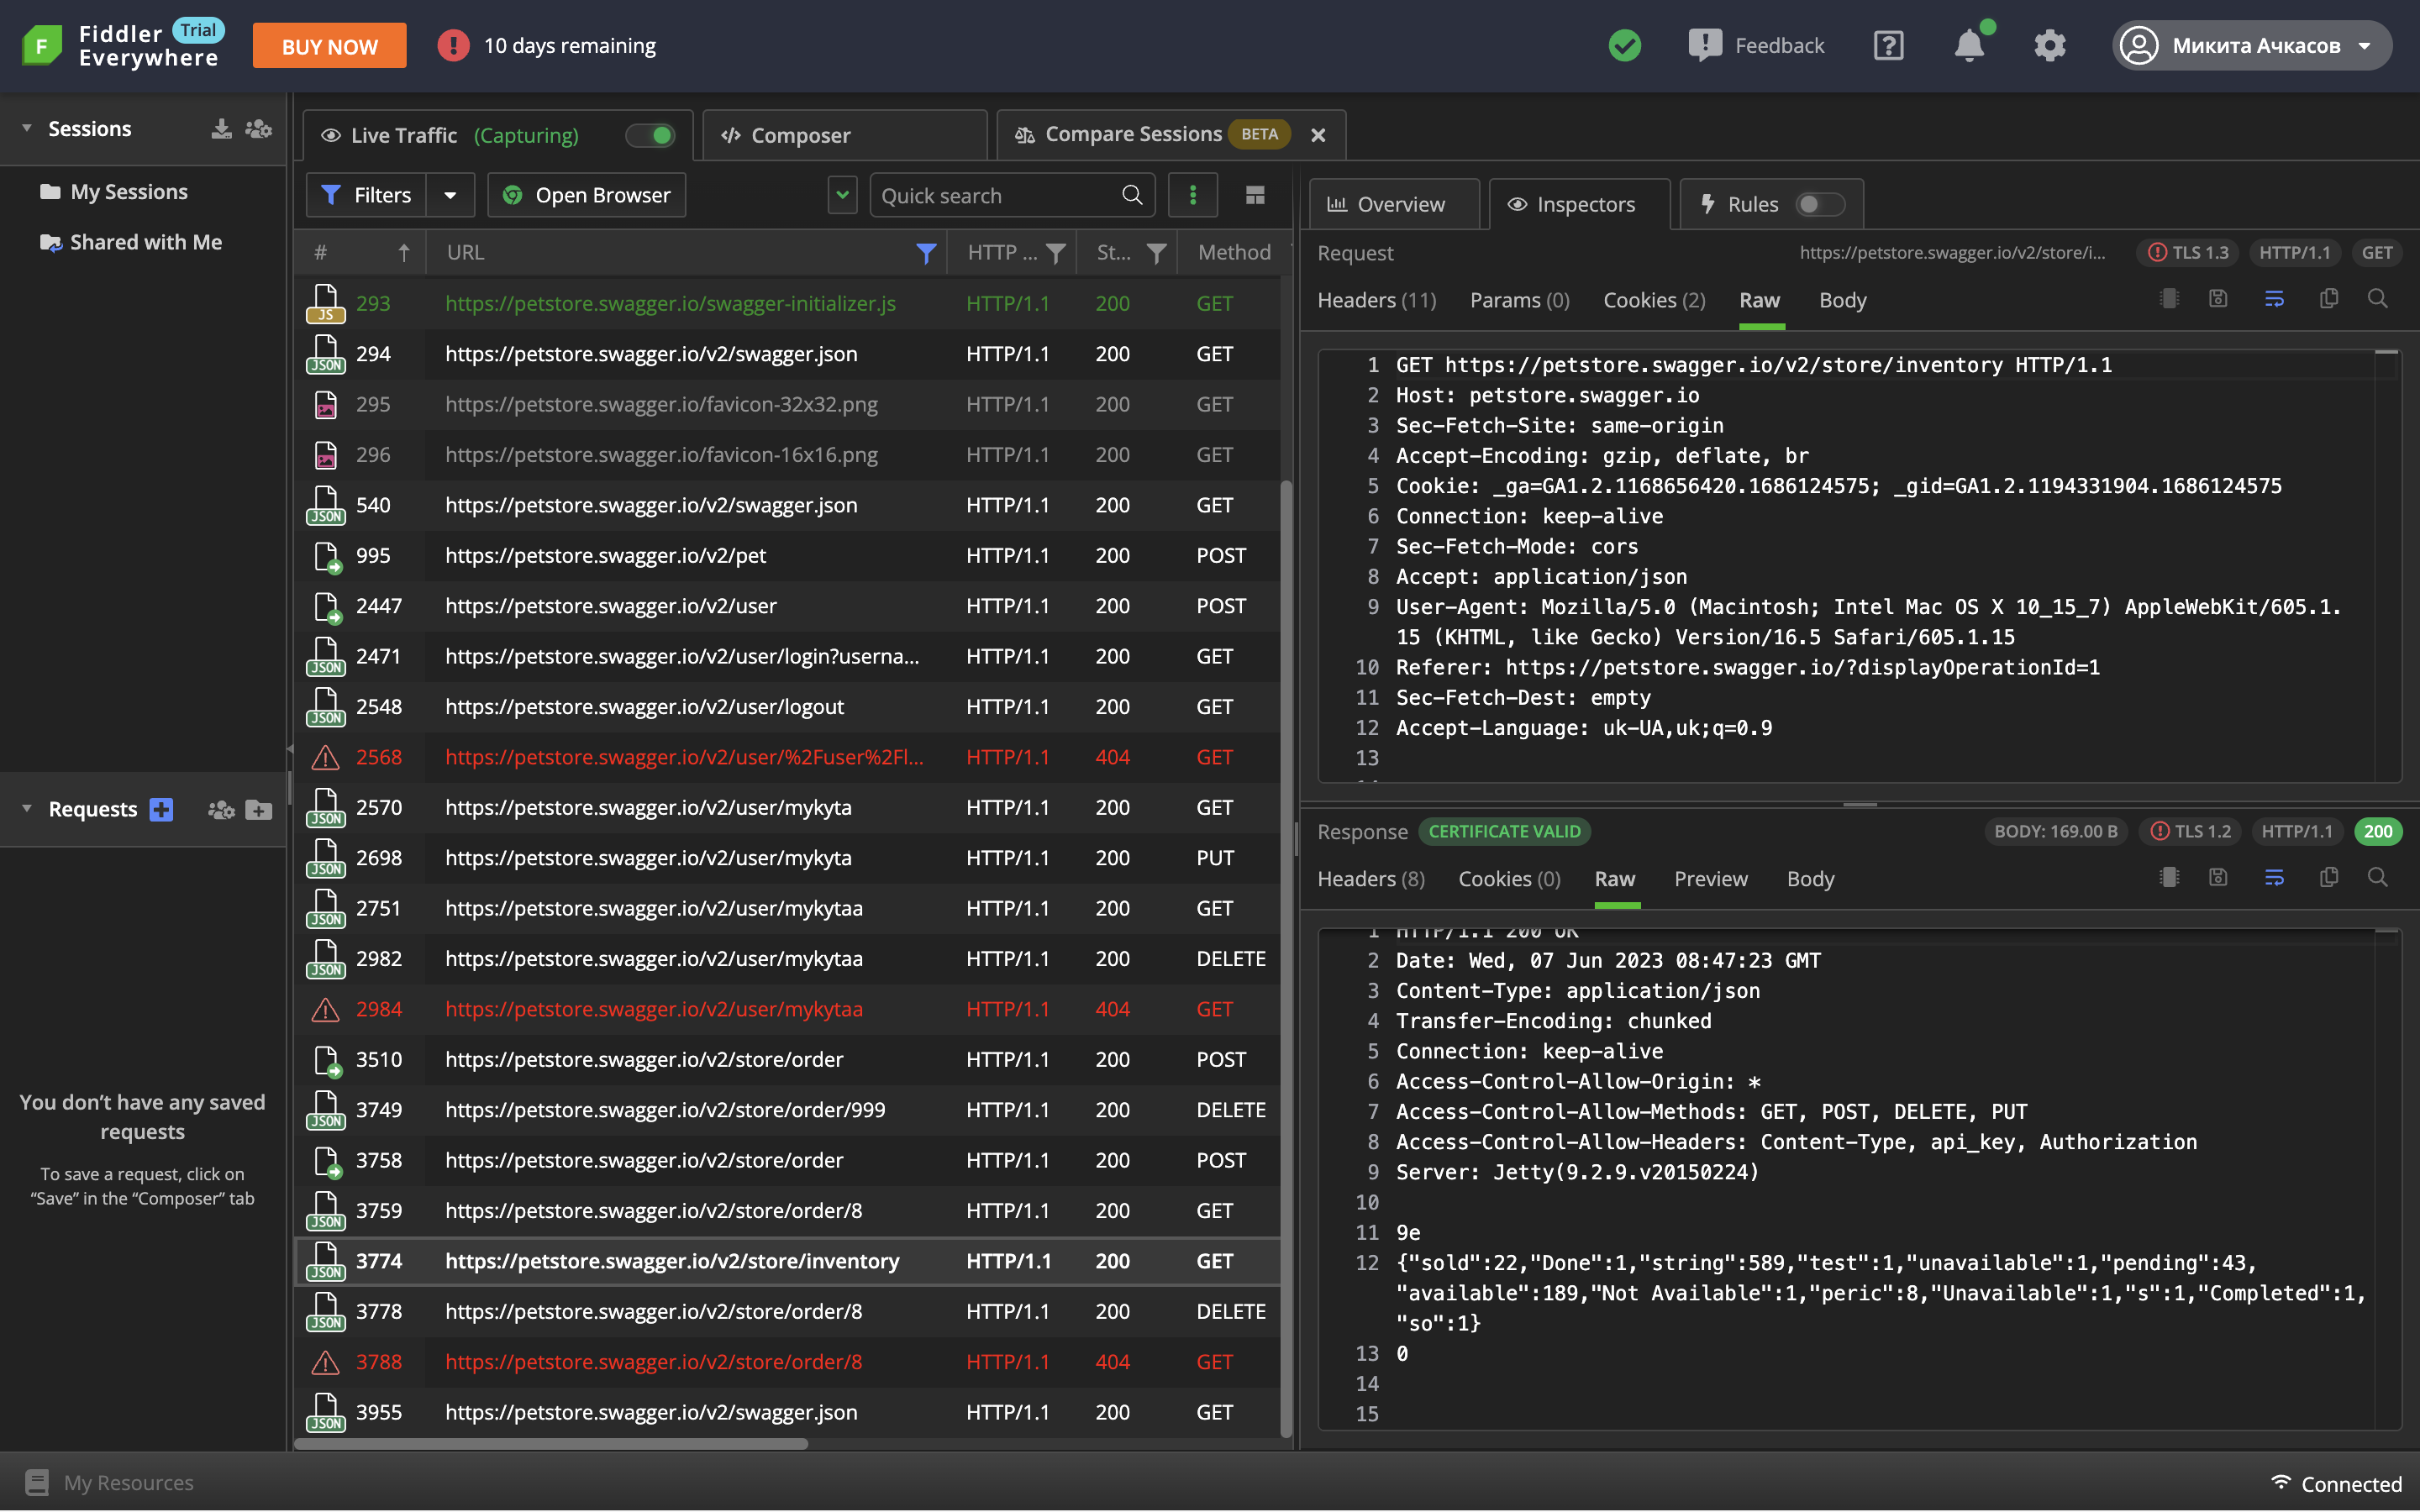 Fiddler Everywhere
Trial
BUY NOW
10 days remaining
Feedback
Микита Ачкасов
Sessions
My Sessions
Shared with Me
Requests
You don’t have any saved
requests
To save a request, click on
“Save” in the “Composer” tab
Live Traffic (Capturing)
Composer
Compare Sessions BETA
Filters
Open Browser
Quick search
# URL HTTP ... St... Method
JS 293 https://petstore.swagger.io/swagger-initializer.js HTTP/1.1 200 GET
JSON 294 https://petstore.swagger.io/v2/swagger.json HTTP/1.1 200 GET
295 https://petstore.swagger.io/favicon-32x32.png HTTP/1.1 200 GET
296 https://petstore.swagger.io/favicon-16x16.png HTTP/1.1 200 GET
JSON 540 https://petstore.swagger.io/v2/swagger.json HTTP/1.1 200 GET
995 https://petstore.swagger.io/v2/pet HTTP/1.1 200 POST
2447 https://petstore.swagger.io/v2/user HTTP/1.1 200 POST
JSON 2471 https://petstore.swagger.io/v2/user/login?userna... HTTP/1.1 200 GET
JSON 2548 https://petstore.swagger.io/v2/user/logout HTTP/1.1 200 GET
2568 https://petstore.swagger.io/v2/user/%2Fuser%2Fl... HTTP/1.1 404 GET
JSON 2570 https://petstore.swagger.io/v2/user/mykyta HTTP/1.1 200 GET
JSON 2698 https://petstore.swagger.io/v2/user/mykyta HTTP/1.1 200 PUT
JSON 2751 https://petstore.swagger.io/v2/user/mykytaa HTTP/1.1 200 GET
JSON 2982 https://petstore.swagger.io/v2/user/mykytaa HTTP/1.1 200 DELETE
2984 https://petstore.swagger.io/v2/user/mykytaa HTTP/1.1 404 GET
3510 https://petstore.swagger.io/v2/store/order HTTP/1.1 200 POST
JSON 3749 https://petstore.swagger.io/v2/store/order/999 HTTP/1.1 200 DELETE
3758 https://petstore.swagger.io/v2/store/order HTTP/1.1 200 POST
JSON 3759 https://petstore.swagger.io/v2/store/order/8 HTTP/1.1 200 GET
JSON 3774 https://petstore.swagger.io/v2/store/inventory HTTP/1.1 200 GET
JSON 3778 https://petstore.swagger.io/v2/store/order/8 HTTP/1.1 200 DELETE
3788 https://petstore.swagger.io/v2/store/order/8 HTTP/1.1 404 GET
JSON 3955 https://petstore.swagger.io/v2/swagger.json HTTP/1.1 200 GET
Overview
Inspectors
Rules
Request https://petstore.swagger.io/v2/store/i... TLS 1.3 HTTP/1.1 GET
Headers (11) Params (0) Cookies (2) Raw Body
1 GET https://petstore.swagger.io/v2/store/inventory HTTP/1.1
2 Host: petstore.swagger.io
3 Sec-Fetch-Site: same-origin
4 Accept-Encoding: gzip, deflate, br
5 Cookie: _ga=GA1.2.1168656420.1686124575; _gid=GA1.2.1194331904.1686124575
6 Connection: keep-alive
7 Sec-Fetch-Mode: cors
8 Accept: application/json
9 User-Agent: Mozilla/5.0 (Macintosh; Intel Mac OS X 10_15_7) AppleWebKit/605.1.
15 (KHTML, like Gecko) Version/16.5 Safari/605.1.15
10 Referer: https://petstore.swagger.io/?displayOperationId=1
11 Sec-Fetch-Dest: empty
12 Accept-Language: uk-UA,uk;q=0.9
13
Response CERTIFICATE VALID BODY: 169.00 B TLS 1.2 HTTP/1.1 200
Headers (8) Cookies (0) Raw Preview Body
1 HTTP/1.1 200 OK
2 Date: Wed, 07 Jun 2023 08:47:23 GMT
3 Content-Type: application/json
4 Transfer-Encoding: chunked
5 Connection: keep-alive
6 Access-Control-Allow-Origin: *
7 Access-Control-Allow-Methods: GET, POST, DELETE, PUT
8 Access-Control-Allow-Headers: Content-Type, api_key, Authorization
9 Server: Jetty(9.2.9.v20150224)
10
11 9e
12 {"sold":22,"Done":1,"string":589,"test":1,"unavailable":1,"pending":43,
"available":189,"Not Available":1,"peric":8,"Unavailable":1,"s":1,"Completed":1,
"so":1}
13 0
14
15
My Resources
Connected